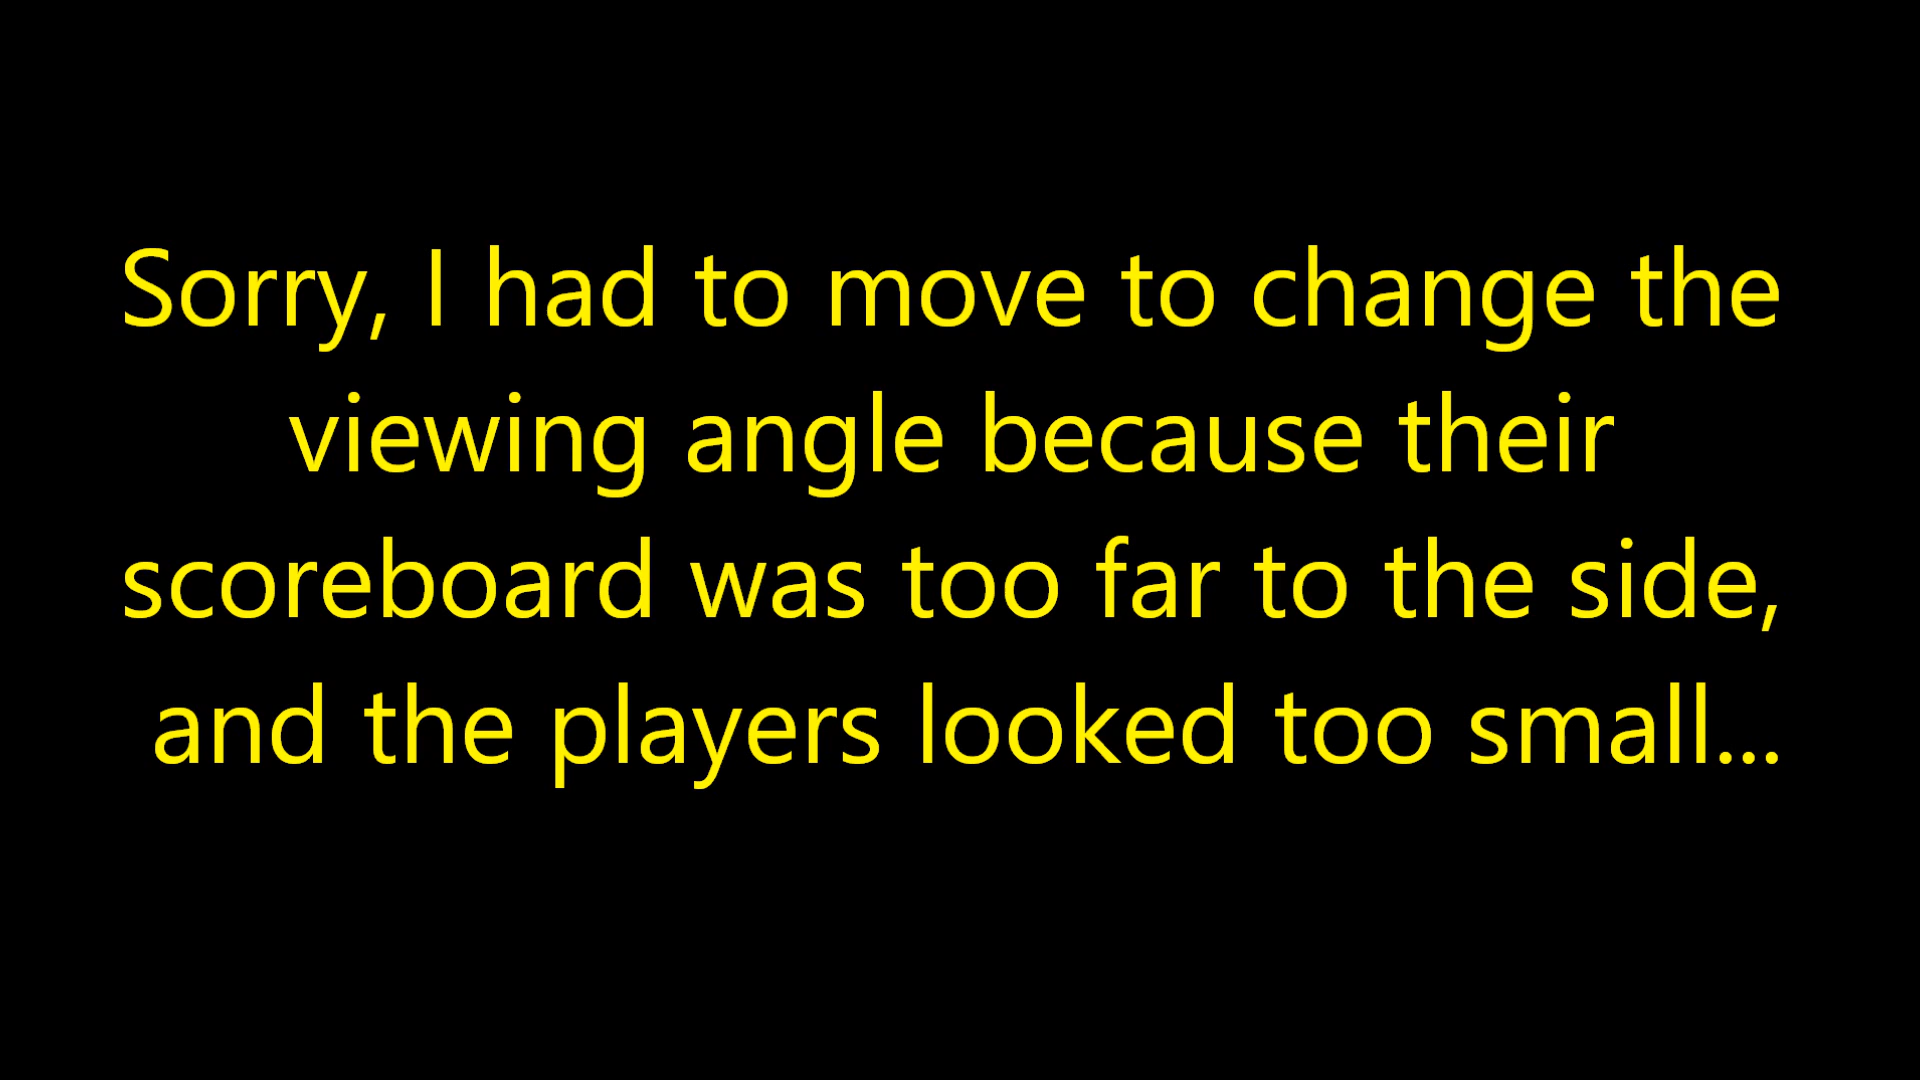 Sorry, I had to move to change the
viewing angle because their
scoreboard was too far to the side,
and the players looked too small...